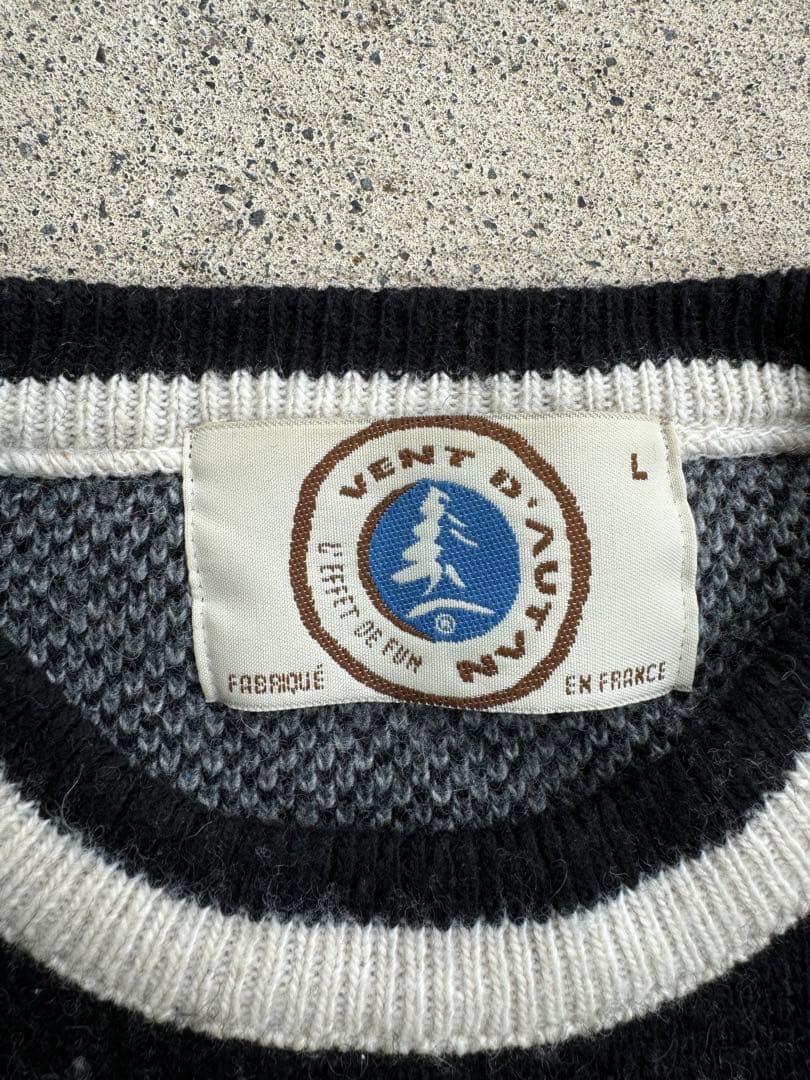 VENT D'AUTAN
L'EFFET DE FUN
®
L
FABRIQUÉ EN FRANCE